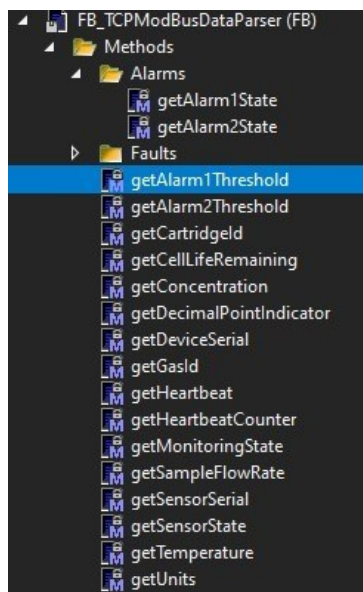 FB_TCPModBusDataParser (FB)
Methods
Alarms
getAlarm1State
getAlarm2State
Faults
getAlarm1Threshold
getAlarm2Threshold
getCartridgeId
getCellLifeRemaining
getConcentration
getDecimalPointIndicator
getDeviceSerial
getGasId
getHeartbeat
getHeartbeatCounter
getMonitoringState
getSampleFlowRate
getSensorSerial
getSensorState
getTemperature
getUnits